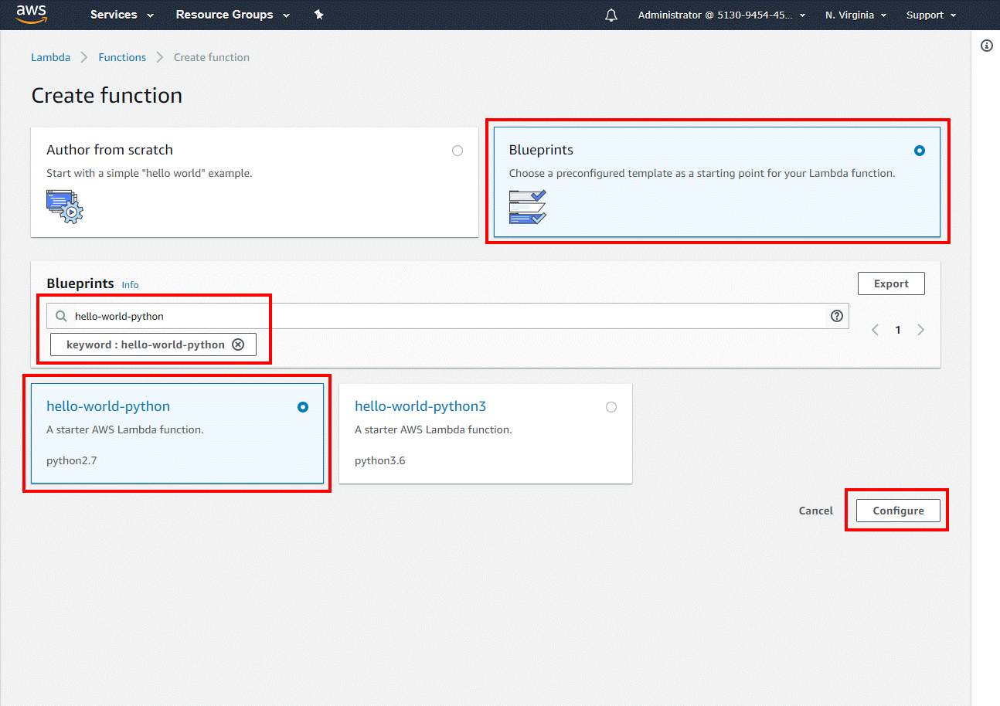 aws
Services
Resource Groups
Administrator @ 5130-9454-45...
N. Virginia
Support
Lambda
Functions
Create function
Create function
Author from scratch
Start with a simple "hello world" example.
Blueprints
Choose a preconfigured template as a starting point for your Lambda function.
Blueprints Info
Export
hello-world-python
keyword : hello-world-python
1
hello-world-python
A starter AWS Lambda function.
python2.7
hello-world-python3
A starter AWS Lambda function.
python3.6
Cancel
Configure